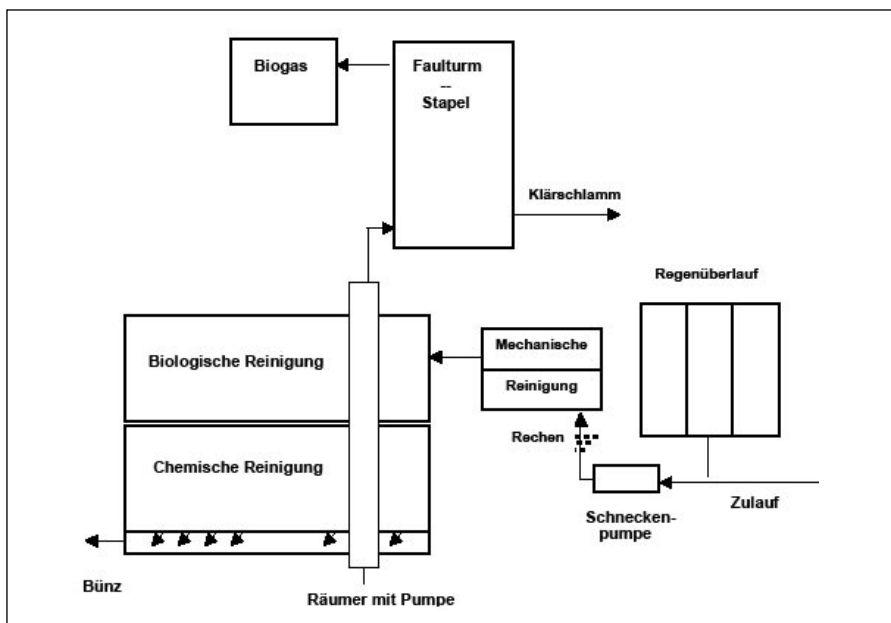 Biogas
Faulturm
--
Stapel
Klärschlamm
Regenüberlauf
Mechanische
Reinigung
Biologische Reinigung
Rechen
Chemische Reinigung
Zulauf
Schnecken-
pumpe
Bünz
Räumer mit Pumpe